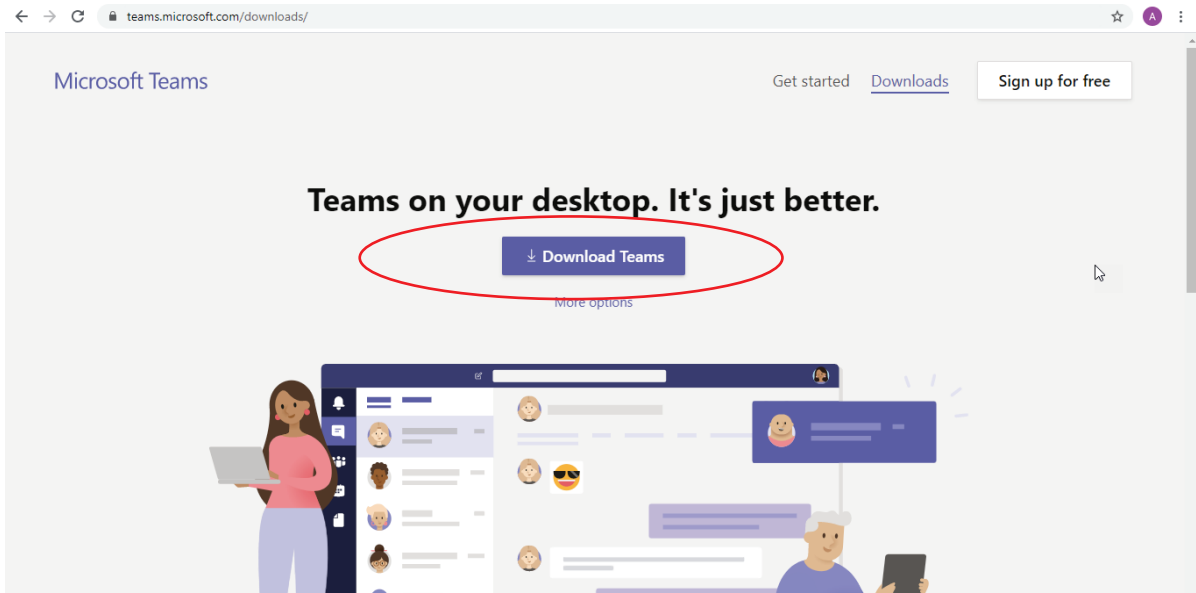 teams.microsoft.com/downloads/
A
Microsoft Teams
Get started
Downloads
Sign up for free
Teams on your desktop. It's just better.
Download Teams
More options